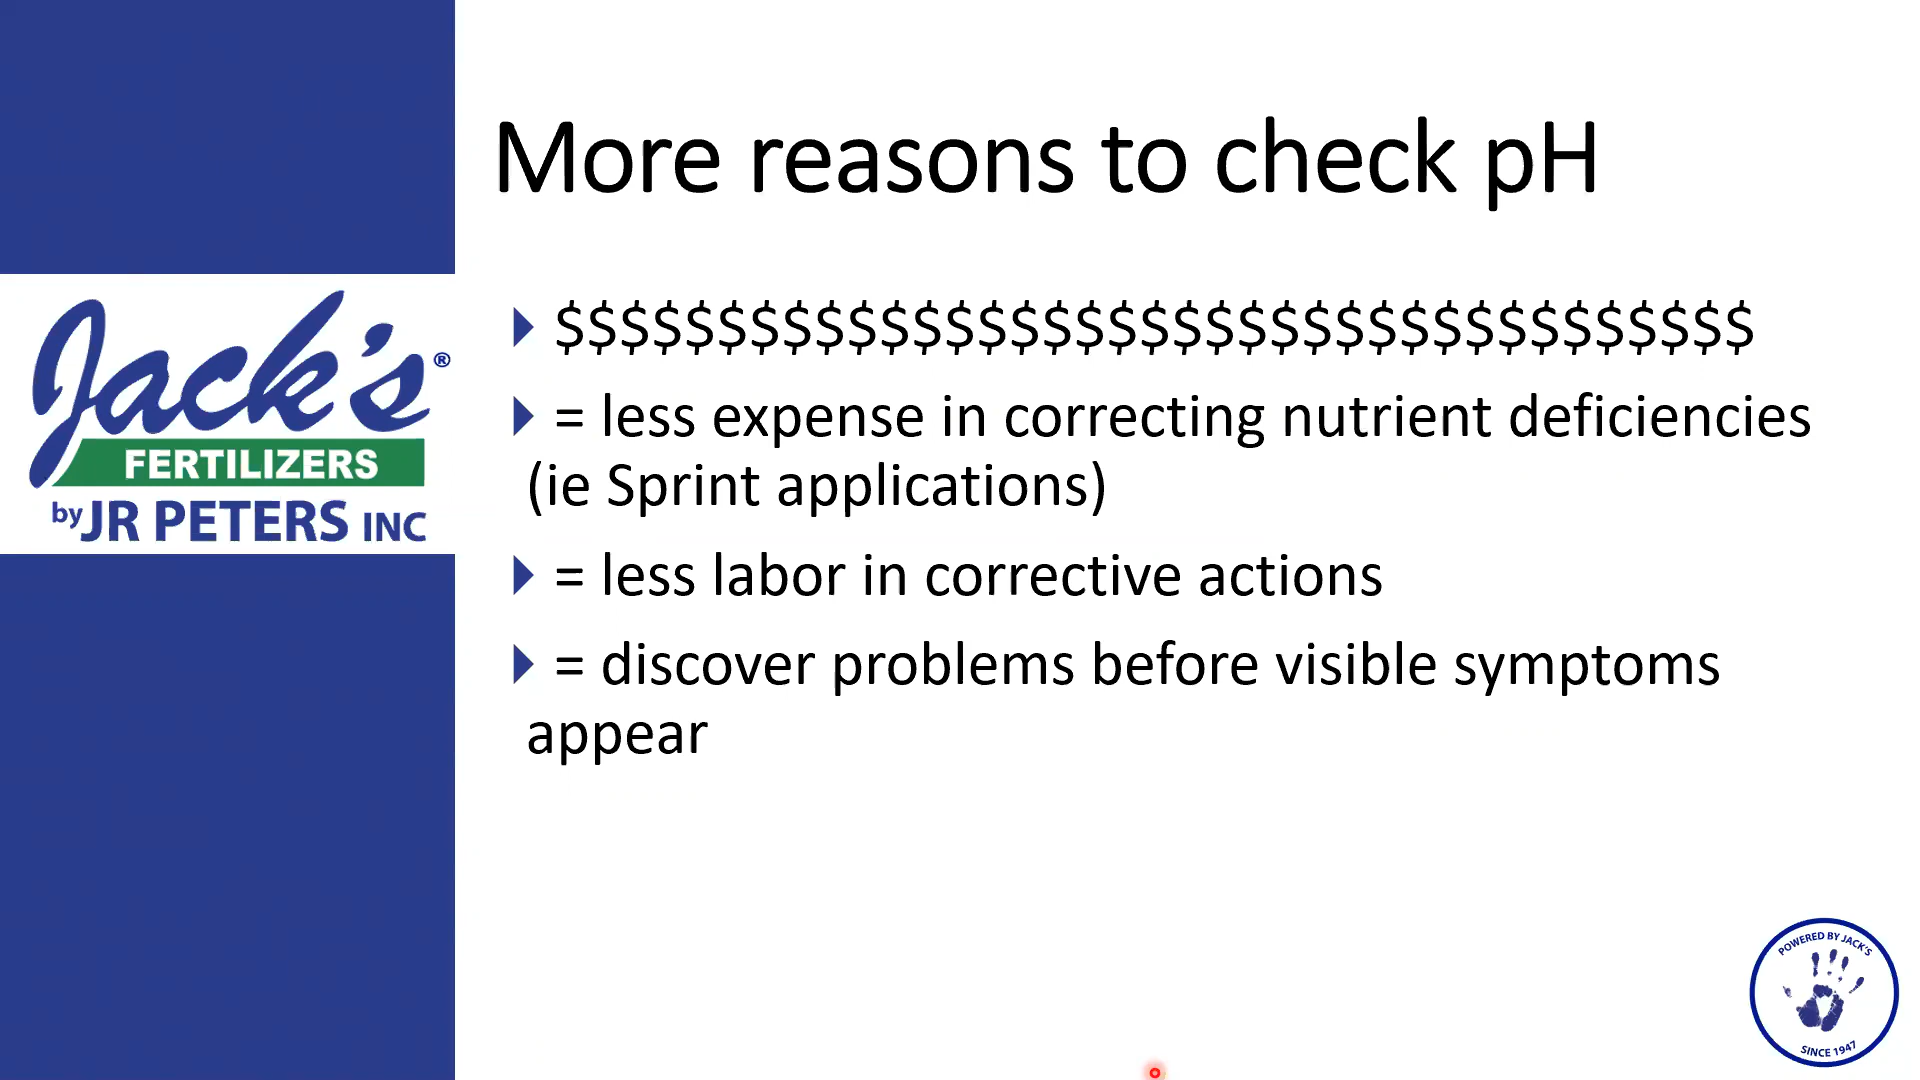 More reasons to check pH
$$$$$$$$$$$$$$$$$$$$$$$$$$$$$$$$$$$$$
= less expense in correcting nutrient deficiencies
(ie Sprint applications)
= less labor in corrective actions
= discover problems before visible symptoms
appear
Jack's®
FERTILIZERS
by JR PETERS INC
POWERED BY JACK'S
SINCE 1947